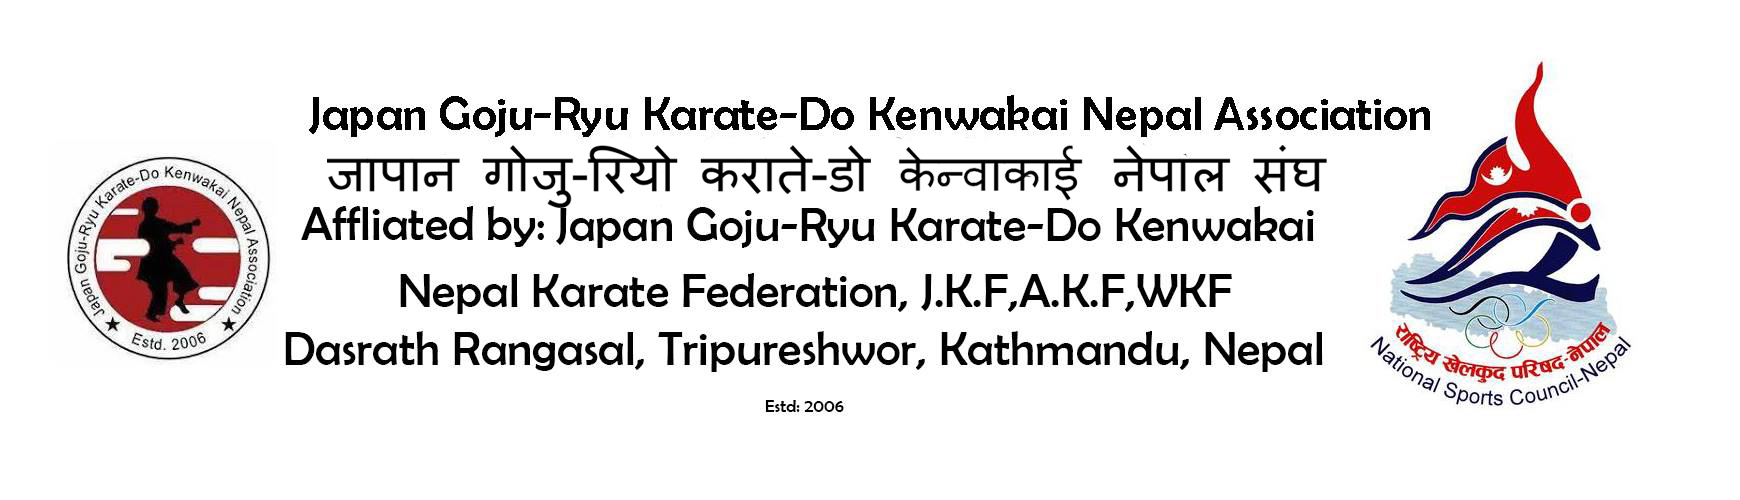 Japan Goju-Ryu Karate-Do Kenwakai Nepal Association
जापान गोजु-रियो कराते-डो केन्वाकाई नेपाल संघ
Affliated by: Japan Goju-Ryu Karate-Do Kenwakai
Nepal Karate Federation, J.K.F,A.K.F,WKF
Dasrath Rangasal, Tripureshwor, Kathmandu, Nepal
Estd: 2006
Japan Goju-Ryu Karate-Do Kenwakai Nepal Association
Estd. 2006
राष्ट्रिय खेलकुद परिषद-नेपाल
National Sports Council-Nepal